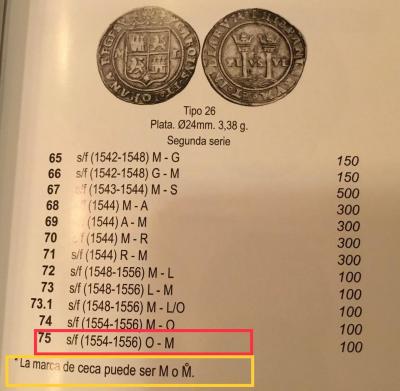 Tipo 26
Plata. Ø24mm. 3,38 g.
Segunda serie
65 s/f (1542-1548) M - G 150
66 s/f (1542-1548) G - M 150
67 s/f (1543-1544) M - S 500
68 s/f (1544) M - A 300
69 s/f (1544) A - M 300
70 s/f (1544) M - R 300
71 s/f (1544) R - M 300
72 s/f (1548-1556) M - L 100
73 s/f (1548-1556) L - M 100
73.1 s/f (1548-1556) M - L/O 100
74 s/f (1554-1556) M - O 100
75 s/f (1554-1556) O - M 100
* La marca de ceca puede ser M o M̊.